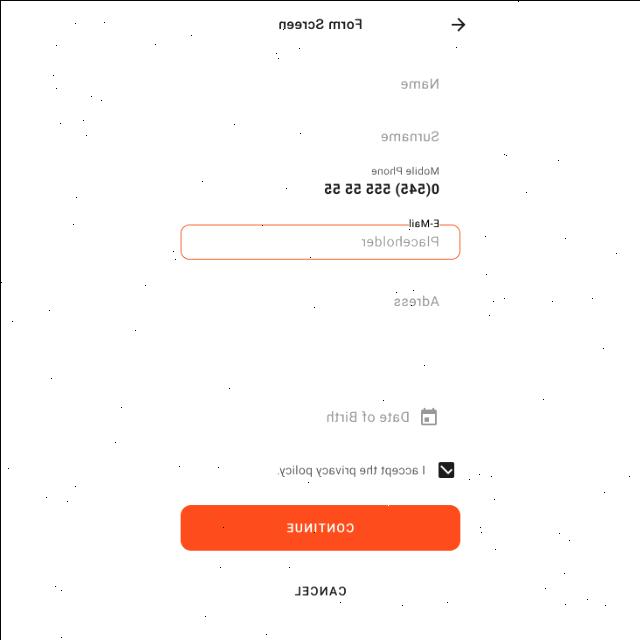 Form Screen
Name
Surname
Mobile Phone
0(545) 555 55 55
E-Mail
Placeholder
Adress
Date of Birth
I accept the privacy policy.
CONTINUE
CANCEL